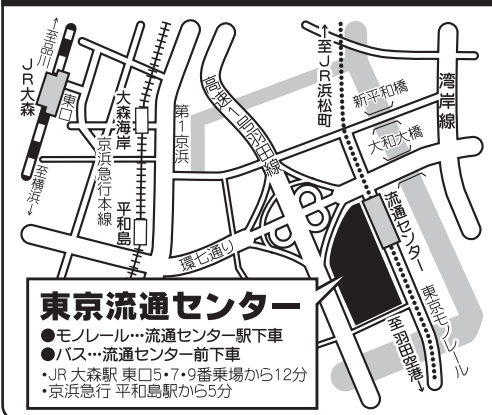 ←至品川
JR大森
東口
至横浜→
大森海岸
京浜急行本線
平和島
第1京浜
高速1号羽田線
←至JR浜松町
新平和橋
大和大橋
湾岸線
流通センター
環七通り
東京モノレール
至羽田空港→
東京流通センター
●モノレール…流通センター駅下車
●バス…流通センター前下車
・JR大森駅 東口5・7・9番乗場から12分
・京浜急行 平和島駅から5分